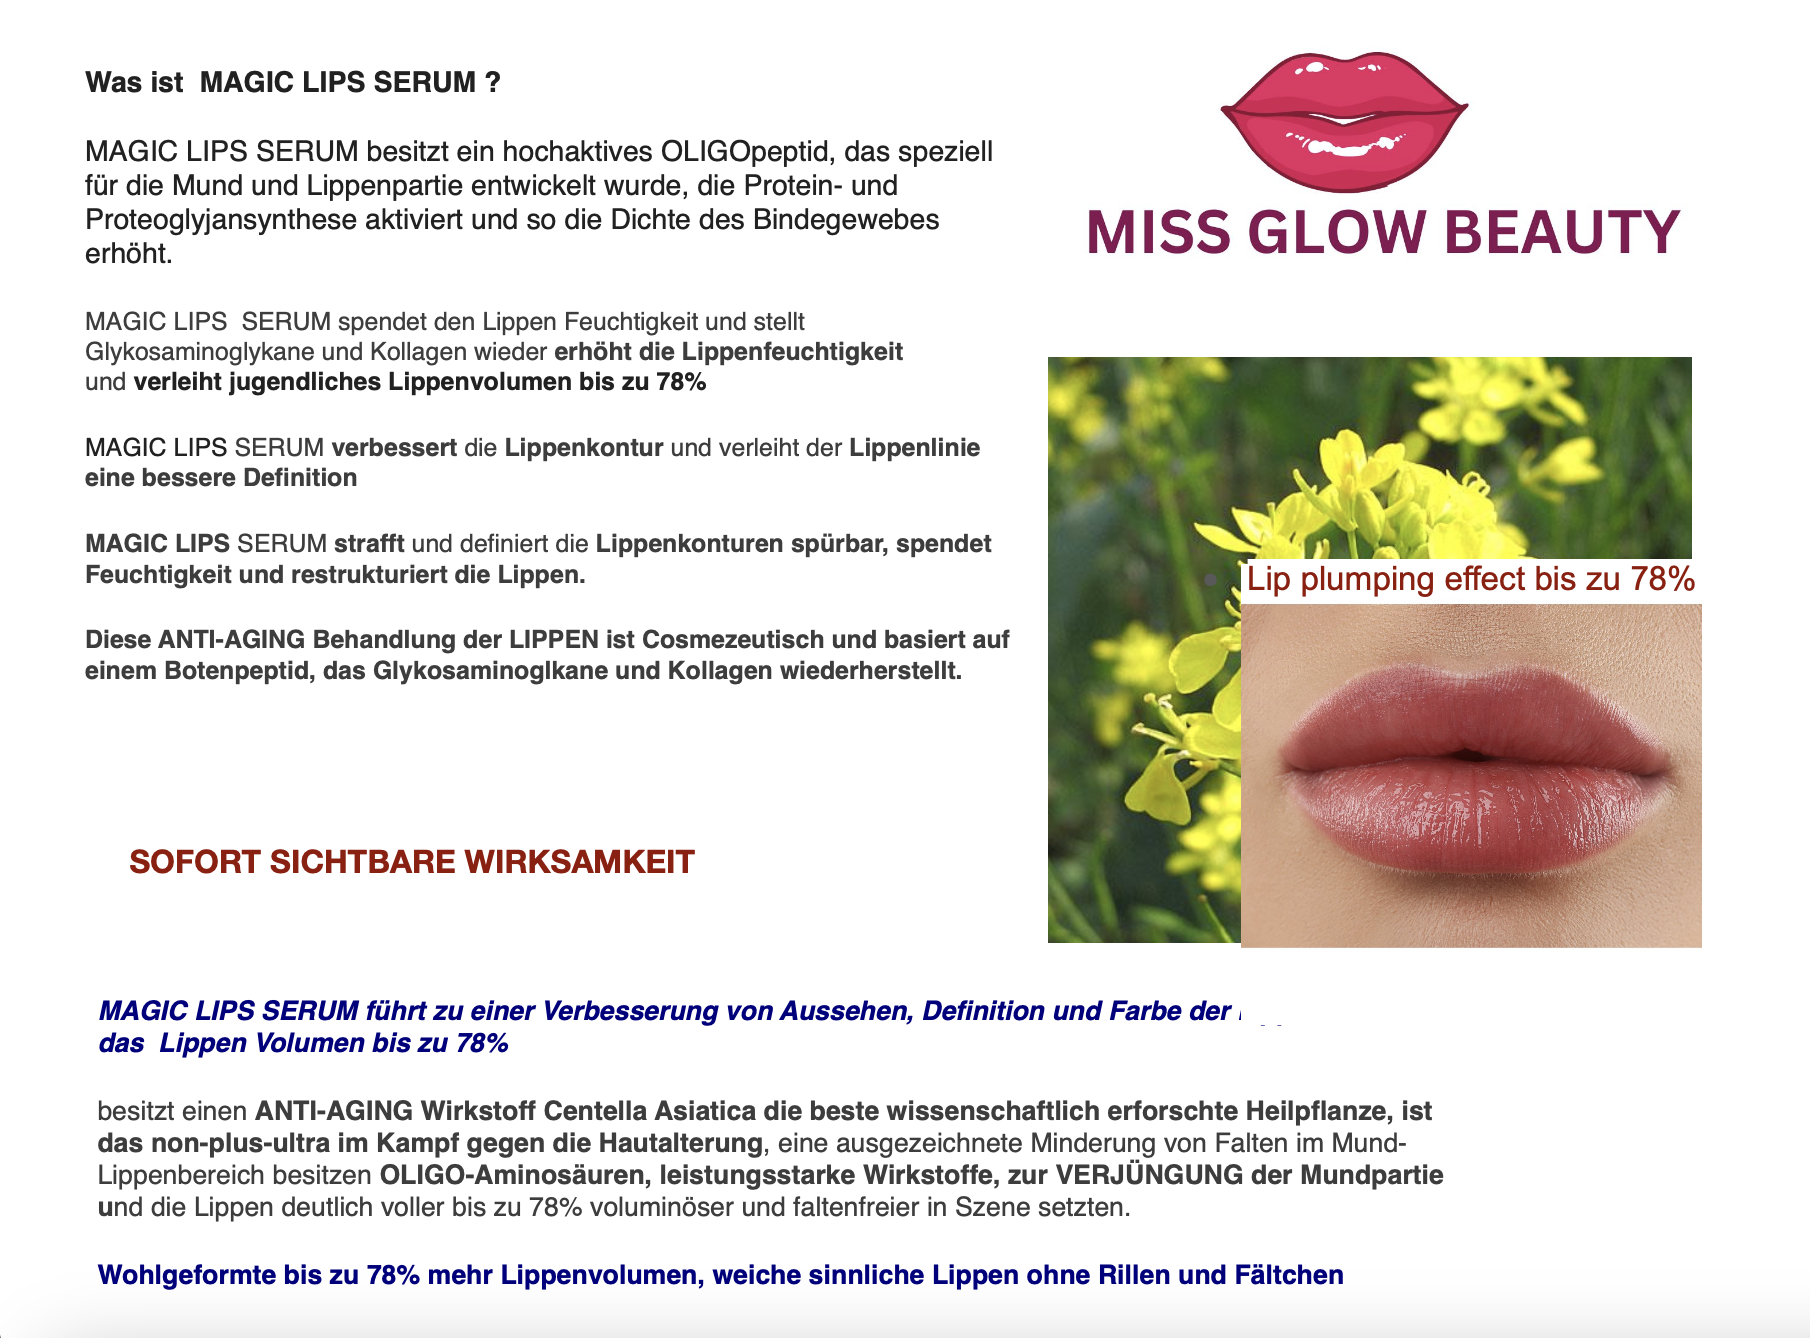 Was ist  MAGIC LIPS SERUM ?
MAGIC LIPS SERUM besitzt ein hochaktives OLIGOpeptid, das speziell
für die Mund und Lippenpartie entwickelt wurde, die Protein- und
Proteoglyjansynthese aktiviert und so die Dichte des Bindegewebes
erhöht.
MAGIC LIPS  SERUM spendet den Lippen Feuchtigkeit und stellt
Glykosaminoglykane und Kollagen wieder erhöht die Lippenfeuchtigkeit
und verleiht jugendliches Lippenvolumen bis zu 78%
MAGIC LIPS SERUM verbessert die Lippenkontur und verleiht der Lippenlinie
eine bessere Definition
MAGIC LIPS SERUM strafft und definiert die Lippenkonturen spürbar, spendet
Feuchtigkeit und restrukturiert die Lippen.
Diese ANTI-AGING Behandlung der LIPPEN ist Cosmezeutisch und basiert auf
einem Botenpeptid, das Glykosaminoglkane und Kollagen wiederherstellt.
SOFORT SICHTBARE WIRKSAMKEIT
MISS GLOW BEAUTY
Lip plumping effect bis zu 78%
MAGIC LIPS SERUM führt zu einer Verbesserung von Aussehen, Definition und Farbe der
das  Lippen Volumen bis zu 78%
besitzt einen ANTI-AGING Wirkstoff Centella Asiatica die beste wissenschaftlich erforschte Heilpflanze, ist
das non-plus-ultra im Kampf gegen die Hautalterung, eine ausgezeichnete Minderung von Falten im Mund-
Lippenbereich besitzen OLIGO-Aminosäuren, leistungsstarke Wirkstoffe, zur VERJÜNGUNG der Mundpartie
und die Lippen deutlich voller bis zu 78% voluminöser und faltenfreier in Szene setzten.
Wohlgeformte bis zu 78% mehr Lippenvolumen, weiche sinnliche Lippen ohne Rillen und Fältchen